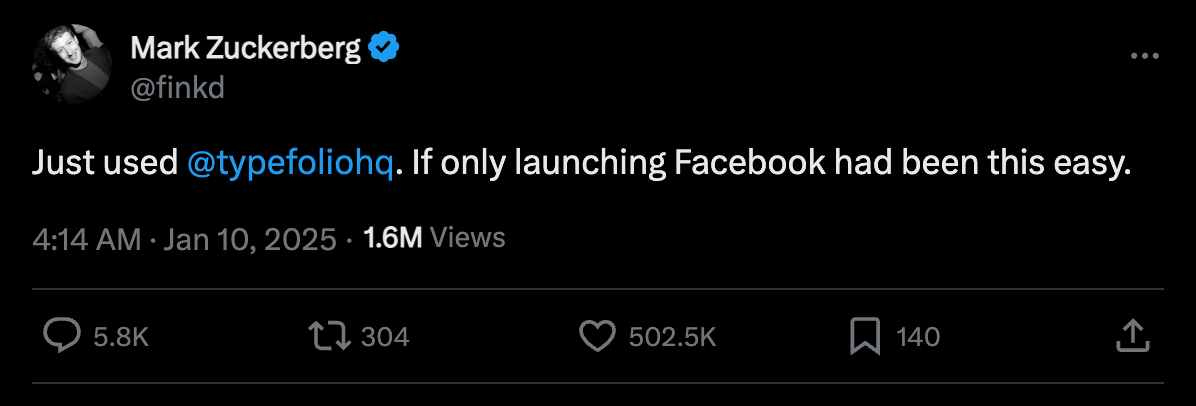 Mark Zuckerberg
@finkd
Just used @typefoliohq. If only launching Facebook had been this easy.
4:14 AM · Jan 10, 2025 · 1.6M Views
5.8K 304 502.5K 140